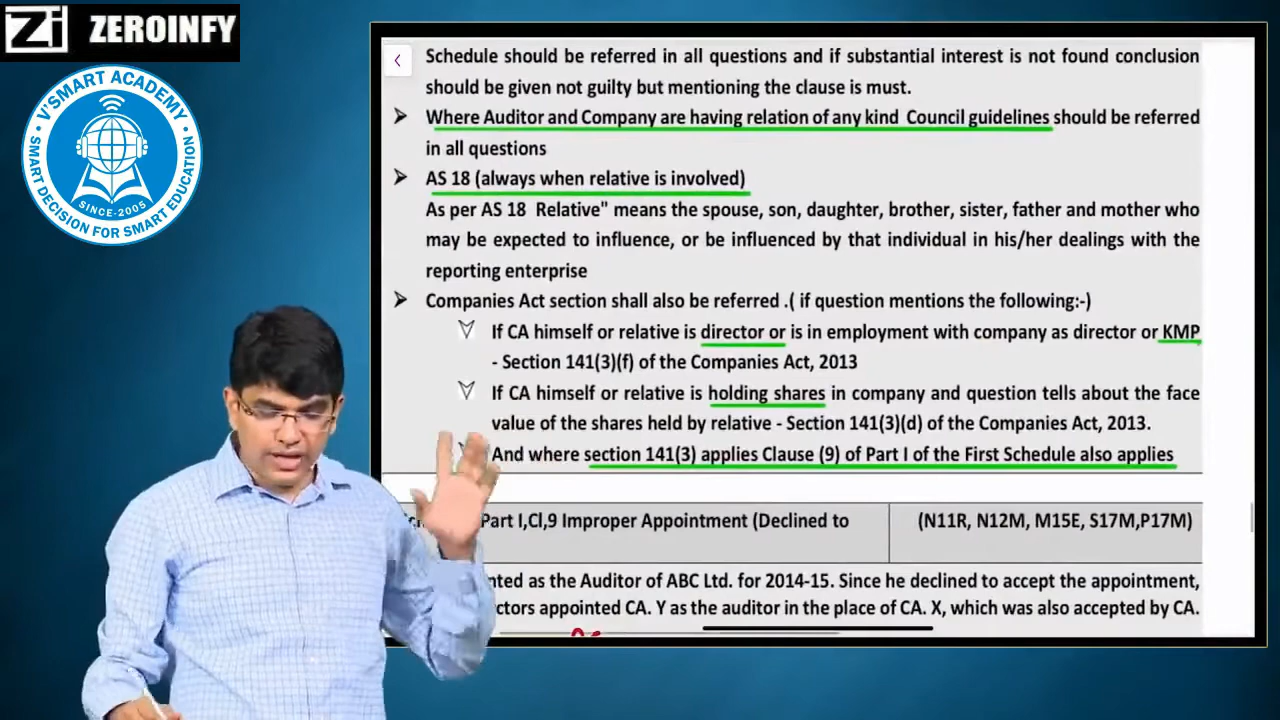 Zi ZEROINFY
V'SMART ACADEMY
SINCE-2005
SMART DECISION FOR SMART EDUCATION
Schedule should be referred in all questions and if substantial interest is not found conclusion
should be given not guilty but mentioning the clause is must.
➤ Where Auditor and Company are having relation of any kind Council guidelines should be referred
in all questions
➤ AS 18 (always when relative is involved)
As per AS 18 Relative" means the spouse, son, daughter, brother, sister, father and mother who
may be expected to influence, or be influenced by that individual in his/her dealings with the
reporting enterprise
➤ Companies Act section shall also be referred .( if question mentions the following:-)
If CA himself or relative is director or is in employment with company as director or KMP
- Section 141(3)(f) of the Companies Act, 2013
If CA himself or relative is holding shares in company and question tells about the face
value of the shares held by relative - Section 141(3)(d) of the Companies Act, 2013.
And where section 141(3) applies Clause (9) of Part I of the First Schedule also applies
Part I,Cl,9 Improper Appointment (Declined to
(N11R, N12M, M15E, S17M,P17M)
as the Auditor of ABC Ltd. for 2014-15. Since he declined to accept the appointment,
appointed CA. Y as the auditor in the place of CA. X, which was also accepted by CA.